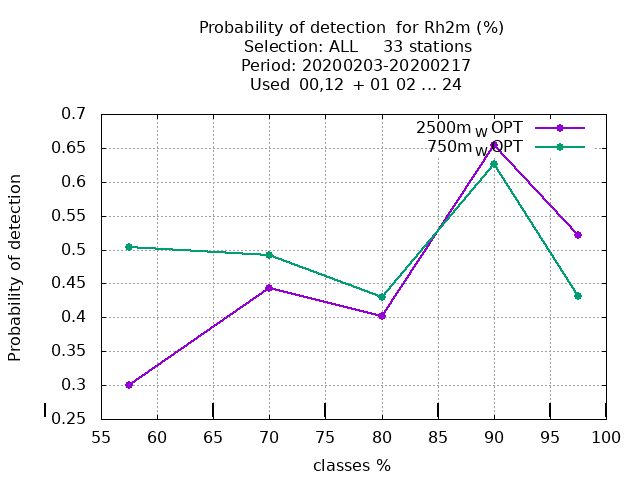 Probability of detection for Rh2m (%)
Selection: ALL 33 stations
Period: 20200203-20200217
Used 00,12 + 01 02 ... 24
0.7
0.65
0.6
0.55
0.5
0.45
0.4
0.35
0.3
0.25
Probability of detection
2500m W OPT
750m W OPT
55 60 65 70 75 80 85 90 95 100
classes %